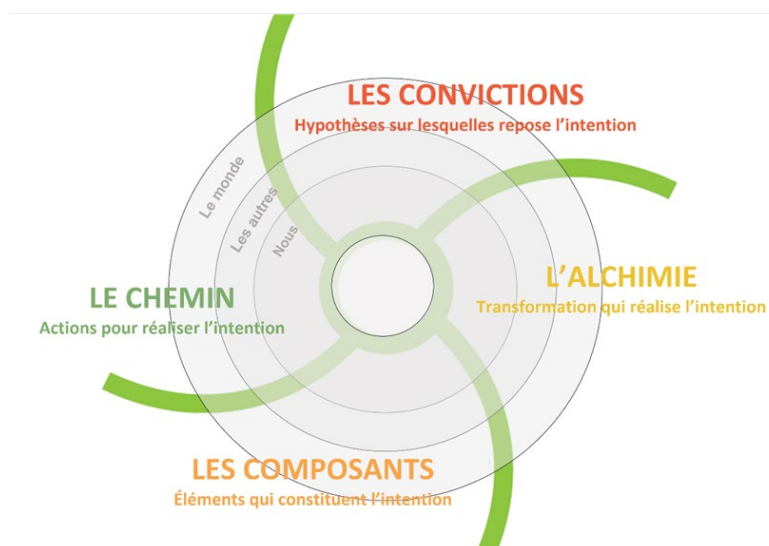 LES CONVICTIONS
Hypothèses sur lesquelles repose l'intention
Le monde
Les autres
Nous
L'ALCHIMIE
Transformation qui réalise l'intention
LE CHEMIN
Actions pour réaliser l'intention
LES COMPOSANTS
Éléments qui constituent l'intention